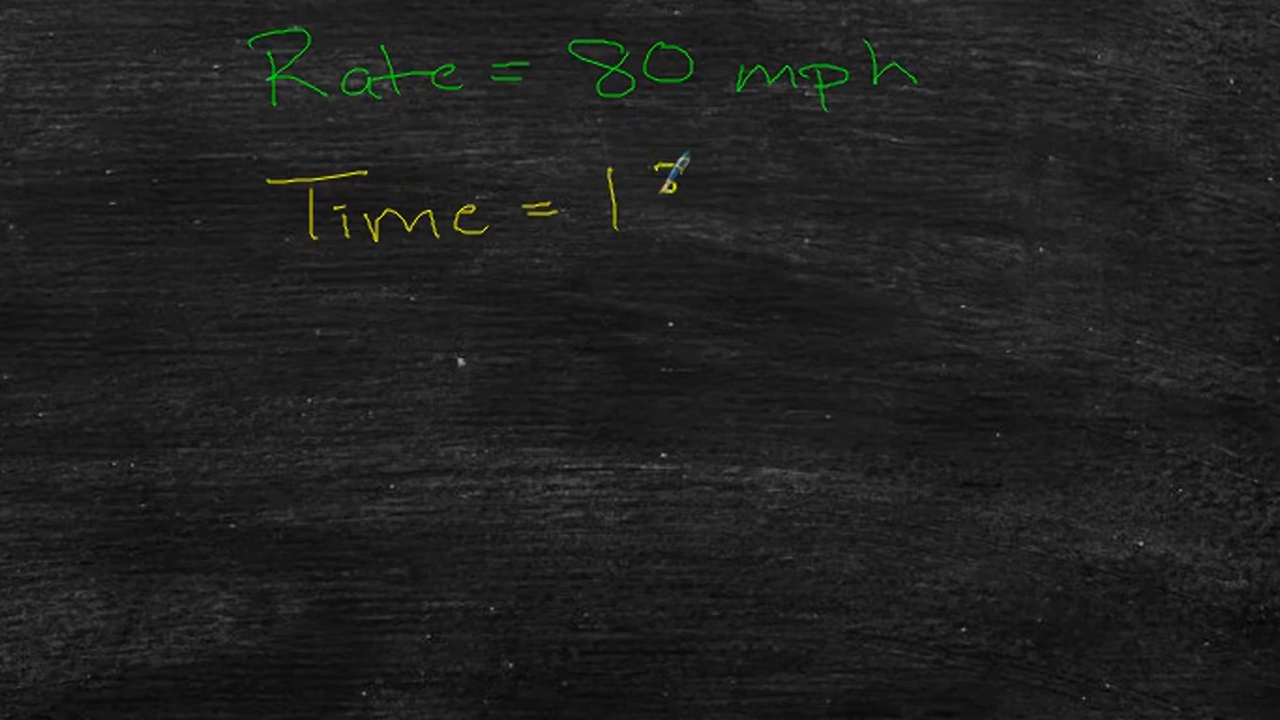 Rate = 80 mph
Time = 1